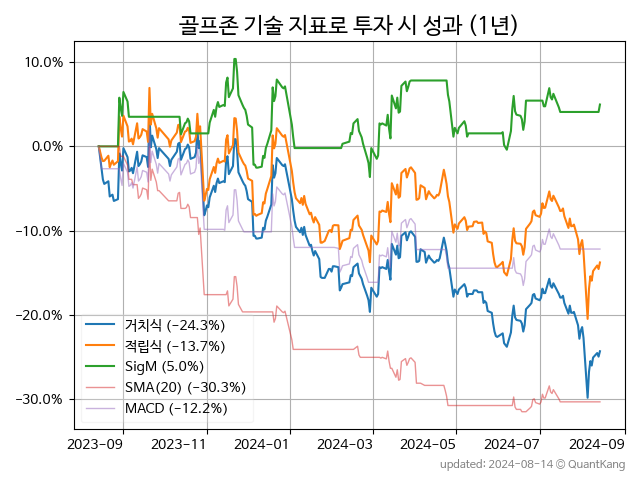 골프존 기술 지표로 투자 시 성과 (1년)
10.0%
0.0%
−10.0%
−20.0%
−30.0%
거치식 (−24.3%)
적립식 (−13.7%)
SigM (5.0%)
SMA(20) (−30.3%)
MACD (−12.2%)
2023-09 2023-11 2024-01 2024-03 2024-05 2024-07 2024-09
updated: 2024-08-14 © QuantKang